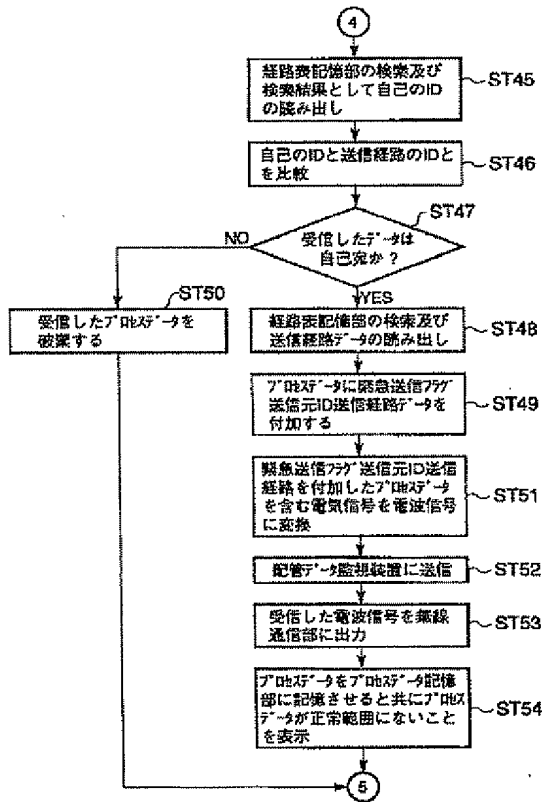 4
経路表記憶部の検索及び
検索結果として自己のID
の読み出し
ST45
自己のIDと送信経路のIDと
を比較
ST46
ST47
受信したデータは
自己宛か？
NO
YES
ST50
受信したプロセスデータを
破棄する
経路表記憶部の検索及び
送信経路データの読み出し
ST48
プロセスデータに緊急送信フラグ
送信元ID送信経路データを
付加する
ST49
緊急送信フラグ送信元ID送信
経路を付加したプロセスデータ
を含む電気信号を電波信号
に変換
ST51
配管データ監視装置に送信
ST52
受信した電波信号を無線
通信部に出力
ST53
プロセスデータをプロセスデータ記憶
部に記憶させると共にプロセス
データが正常範囲にないこと
を表示
ST54
5